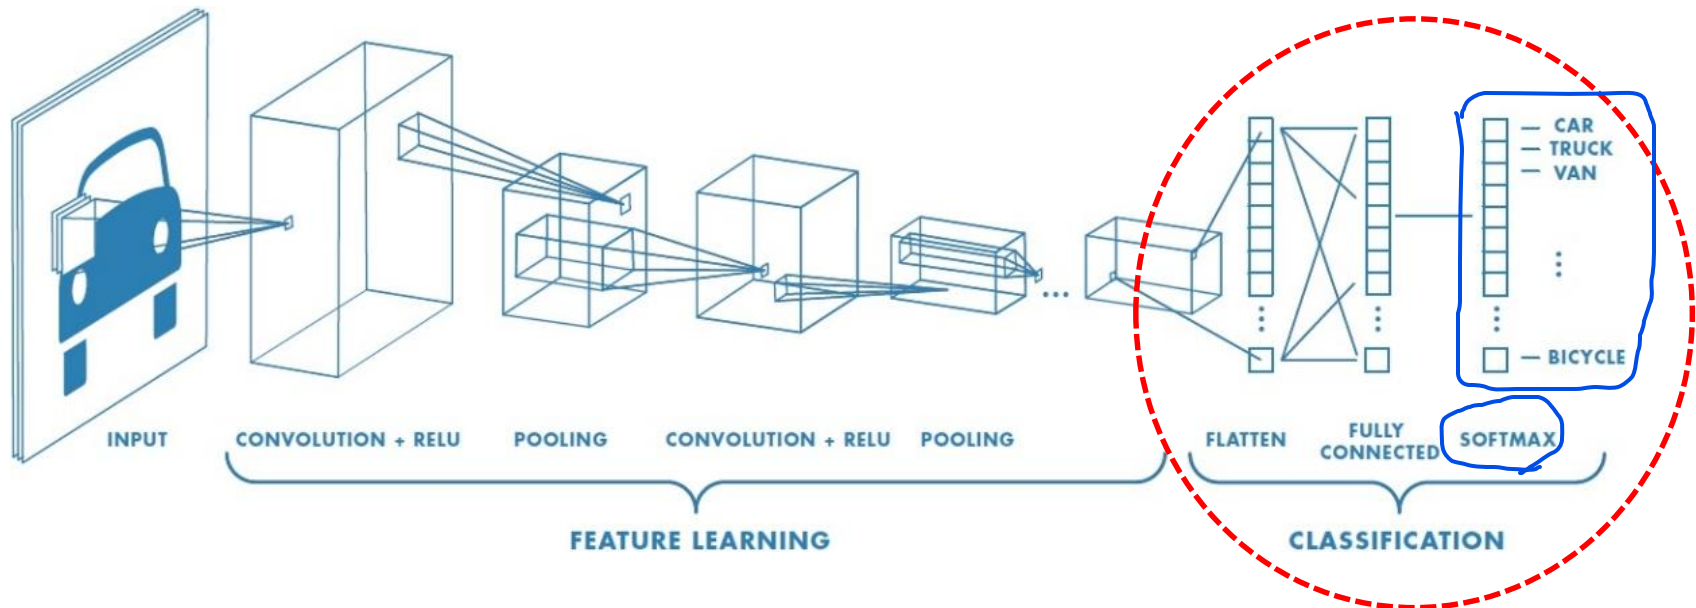 CAR
TRUCK
VAN
BICYCLE
INPUT
CONVOLUTION + RELU
POOLING
CONVOLUTION + RELU
POOLING
FLATTEN
FULLY
CONNECTED
SOFTMAX
FEATURE LEARNING
CLASSIFICATION